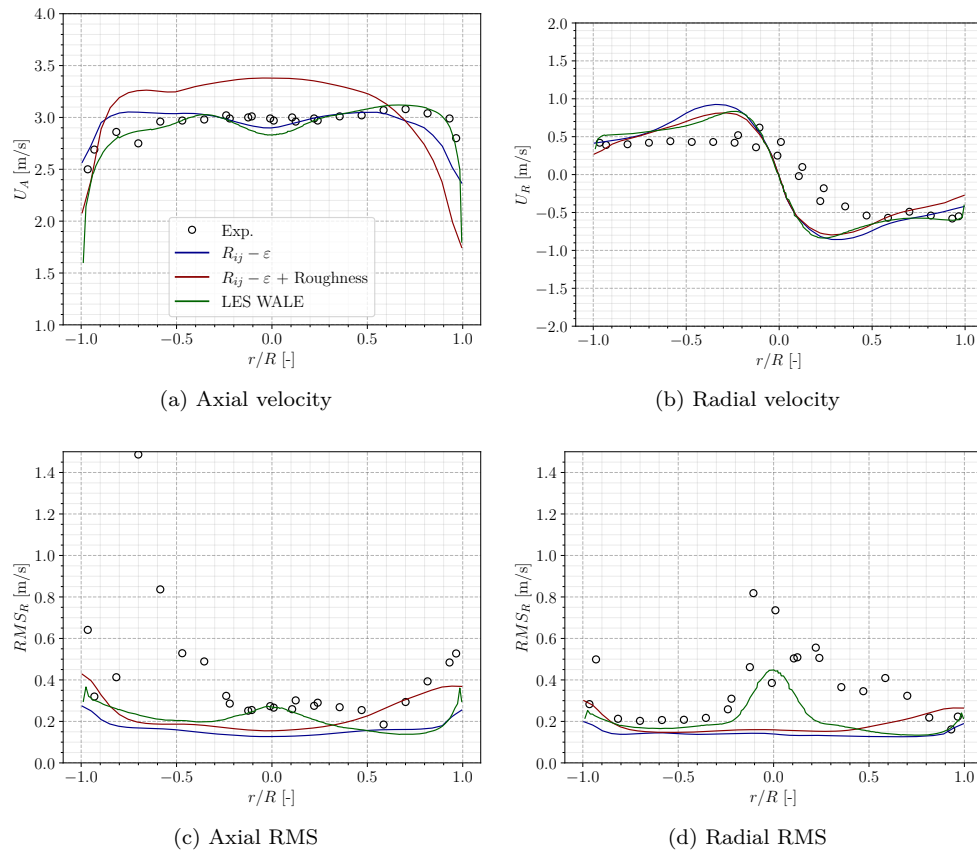 4.0
3.5
3.0
2.5
2.0
1.5
1.0
U_A [m/s]
Exp.
R_{ij} − ε
R_{ij} − ε + Roughness
LES WALE
−1.0 −0.5 0.0 0.5 1.0
r/R [-]
(a) Axial velocity
2.0
1.5
1.0
0.5
0.0
−0.5
−1.0
−1.5
−2.0
U_R [m/s]
−1.0 −0.5 0.0 0.5 1.0
r/R [-]
(b) Radial velocity
1.4
1.2
1.0
0.8
0.6
0.4
0.2
0.0
RMS_R [m/s]
−1.0 −0.5 0.0 0.5 1.0
r/R [-]
(c) Axial RMS
1.4
1.2
1.0
0.8
0.6
0.4
0.2
0.0
RMS_R [m/s]
−1.0 −0.5 0.0 0.5 1.0
r/R [-]
(d) Radial RMS